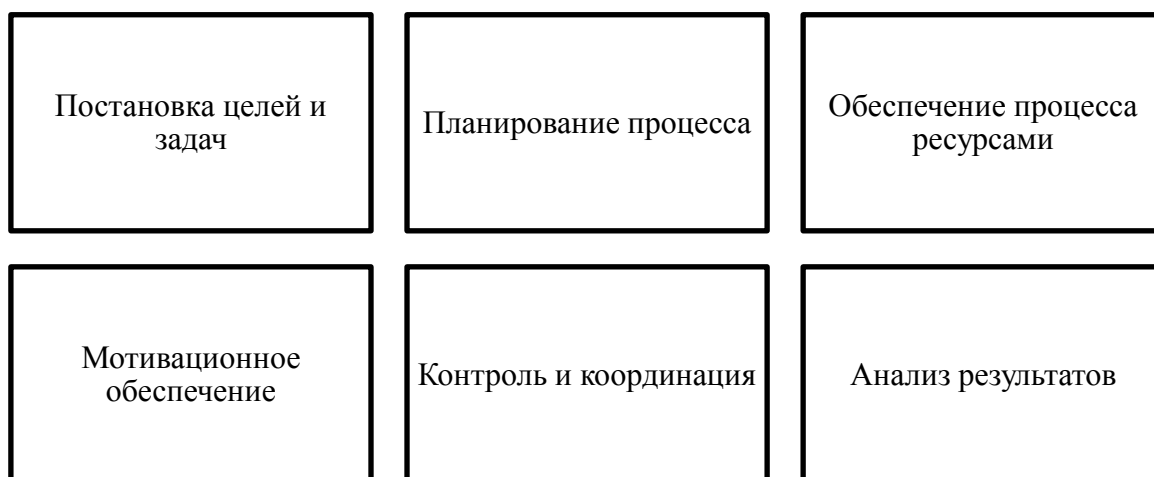 Постановка целей и
задач
Планирование процесса
Обеспечение процесса
ресурсами
Мотивационное
обеспечение
Контроль и координация
Анализ результатов